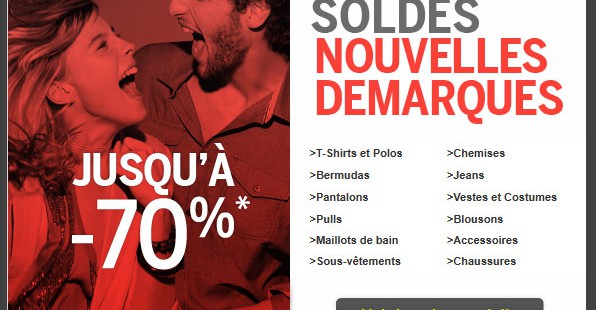 SOLDES
NOUVELLES
DEMARQUES
JUSQU'À
-70%*
>T-Shirts et Polos
>Bermudas
>Pantalons
>Pulls
>Maillots de bain
>Sous-vêtements
>Chemises
>Jeans
>Vestes et Costumes
>Blousons
>Accessoires
>Chaussures